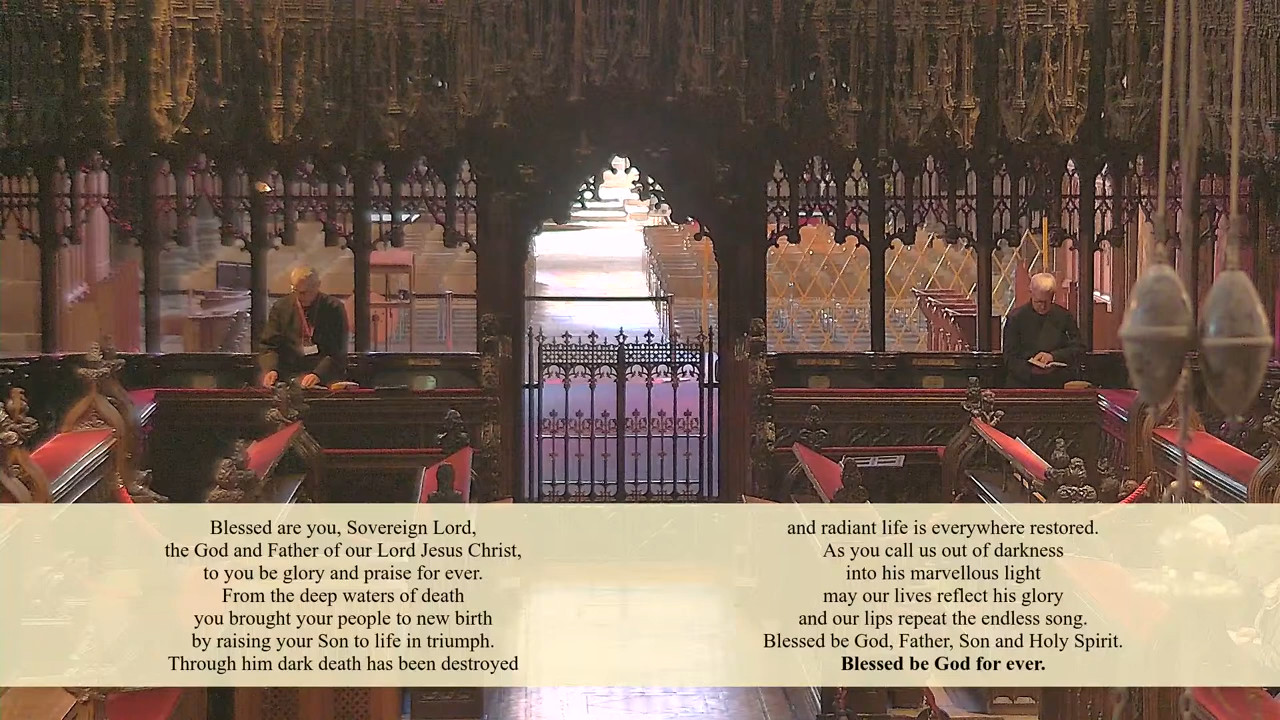 Blessed are you, Sovereign Lord,
the God and Father of our Lord Jesus Christ,
to you be glory and praise for ever.
From the deep waters of death
you brought your people to new birth
by raising your Son to life in triumph.
Through him dark death has been destroyed
and radiant life is everywhere restored.
As you call us out of darkness
into his marvellous light
may our lives reflect his glory
and our lips repeat the endless song.
Blessed be God, Father, Son and Holy Spirit.
Blessed be God for ever.